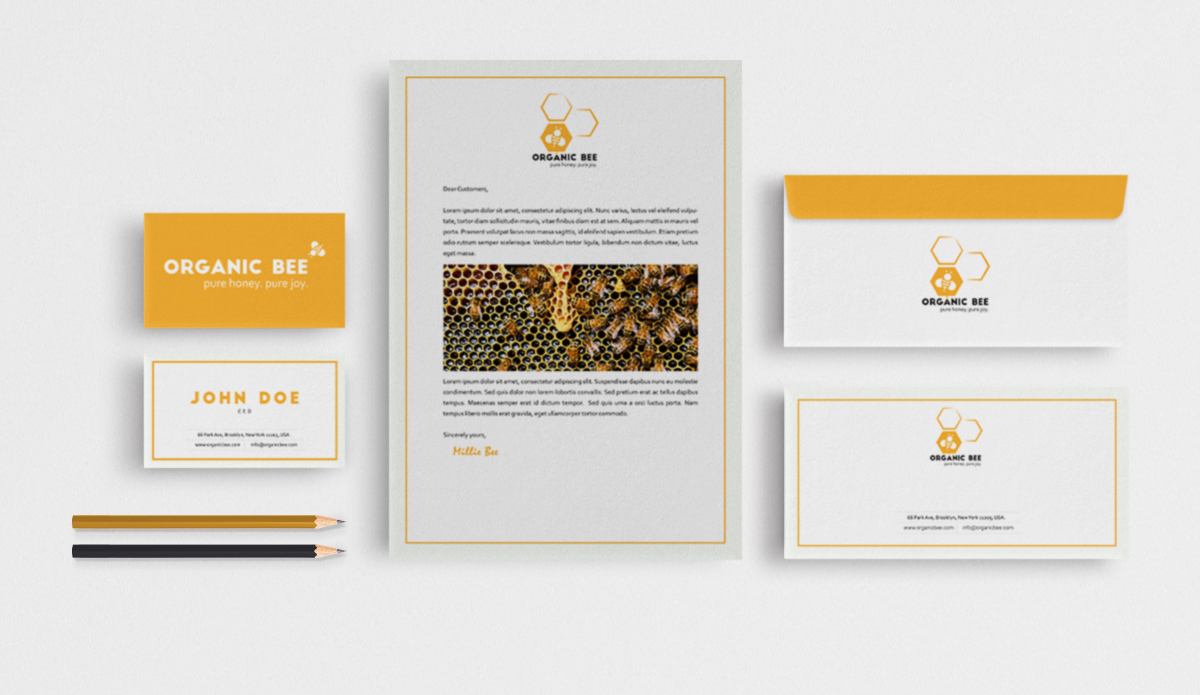 ORGANIC BEE
pure honey. pure joy.
JOHN DOE
CEO
66 Park Ave, Brooklyn, New York 11205, USA
www.organicbee.com info@organicbee.com
ORGANIC BEE
pure honey. pure joy.
Dear Customers,
Lorem ipsum dolor sit amet, consectetur adipiscing elit. Nunc varius, lectus vel eleifend vulpu-
tate, tortor diam sollicitudin mauris, vitae finibus diam est at sem. Aliquam mattis in mauris vel
porta. Praesent volutpat lacus non massa sagittis, id eleifend sapien vestibulum. Etiam pretium
odio rutrum semper scelerisque. Vestibulum tortor ligula, bibendum non dictum vitae, luctus
eget massa.
Lorem ipsum dolor sit amet, consectetur adipiscing elit. Suspendisse dapibus nunc eu molestie
condimentum. Sed quis dolor non lorem lobortis convallis. Sed pretium erat ac tellus dapibus
tempus. Maecenas semper erat id dictum tempor. Sed quis urna a orci luctus porta. Nam
tempus libero mollis erat gravida, eget ullamcorper tortor commodo.
Sincerely yours,
Millie Bee
ORGANIC BEE
pure honey. pure joy.
ORGANIC BEE
pure honey. pure joy.
66 Park Ave, Brooklyn, New York 11205, USA
www.organicbee.com info@organicbee.com